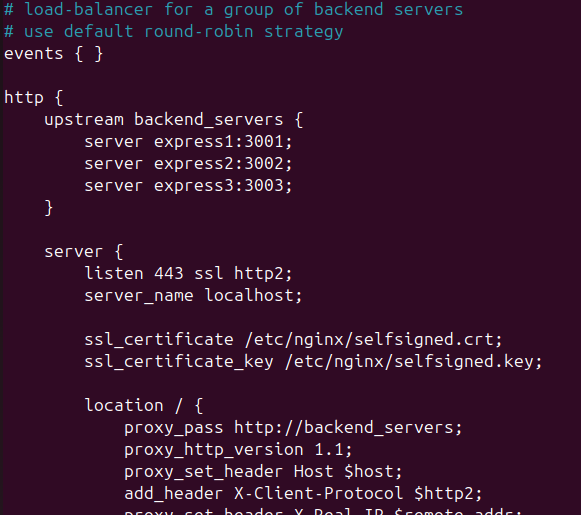 # load-balancer for a group of backend servers
# use default round-robin strategy
events { }
http {
upstream backend_servers {
server express1:3001;
server express2:3002;
server express3:3003;
}
server {
listen 443 ssl http2;
server_name localhost;
ssl_certificate /etc/nginx/selfsigned.crt;
ssl_certificate_key /etc/nginx/selfsigned.key;
location / {
proxy_pass http://backend_servers;
proxy_http_version 1.1;
proxy_set_header Host $host;
add_header X-Client-Protocol $http2;
proxy_set_header X-Real-IP $remote_addr;